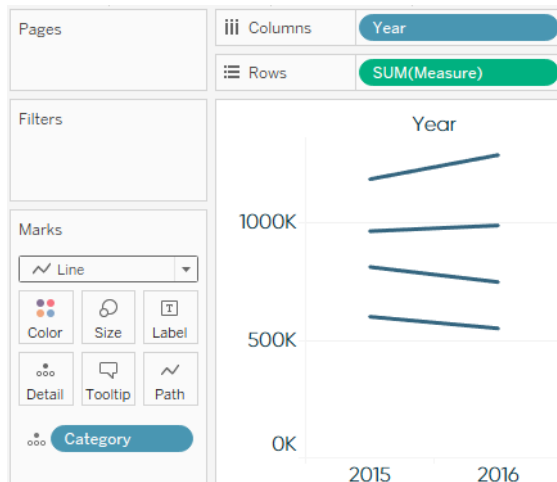 Pages
Columns
Year
Rows
SUM(Measure)
Filters
Marks
Line
Color
Size
T
Label
Detail
Tooltip
Path
Category
Year
1000K
500K
0K
2015
2016